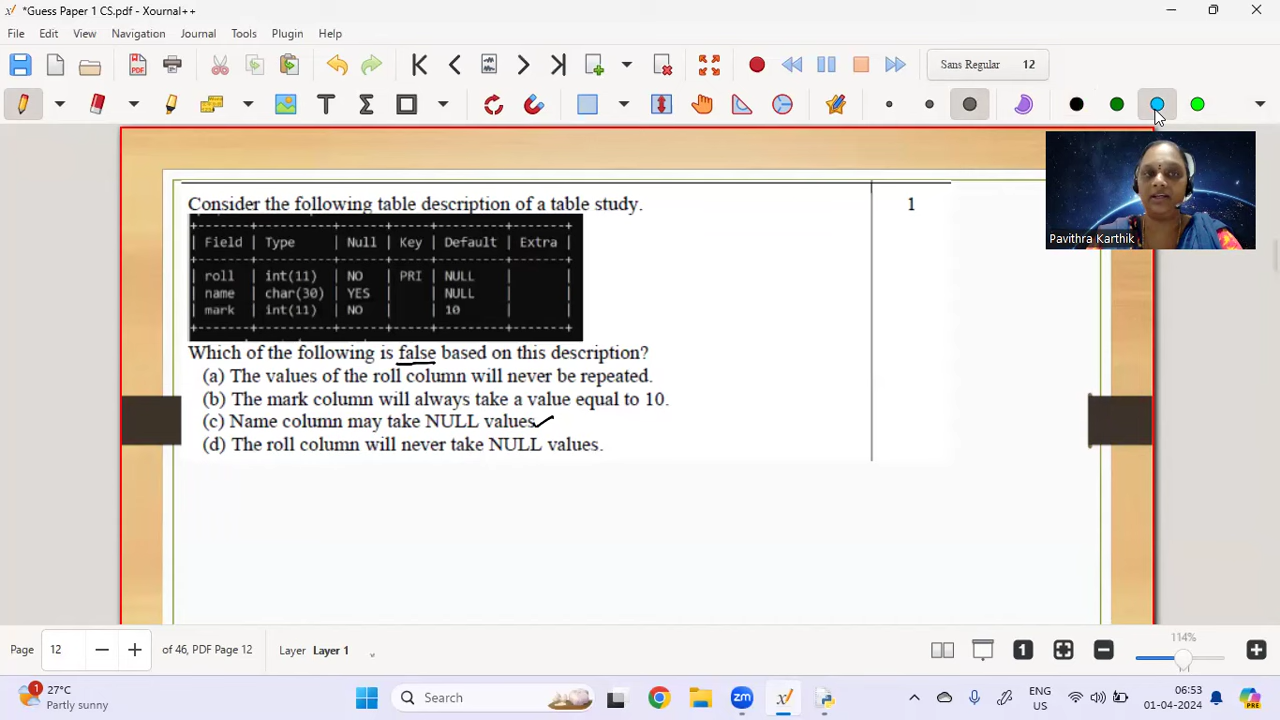 *Guess Paper 1 CS.pdf - Xournal++
File Edit View Navigation Journal Tools Plugin Help
Sans Regular 12
Pavithra Karthik
Consider the following table description of a table study. 1
| Field | Type | Null | Key | Default | Extra |
| roll | int(11) | NO | PRI | NULL | |
| name | char(30) | YES | | NULL | |
| mark | int(11) | NO | | 10 | |
Which of the following is false based on this description?
(a) The values of the roll column will never be repeated.
(b) The mark column will always take a value equal to 10.
(c) Name column may take NULL values
(d) The roll column will never take NULL values.
Page 12 of 46, PDF Page 12 Layer Layer 1 114%
27°C
Partly sunny
Search
ENG
US
06:53
01-04-2024